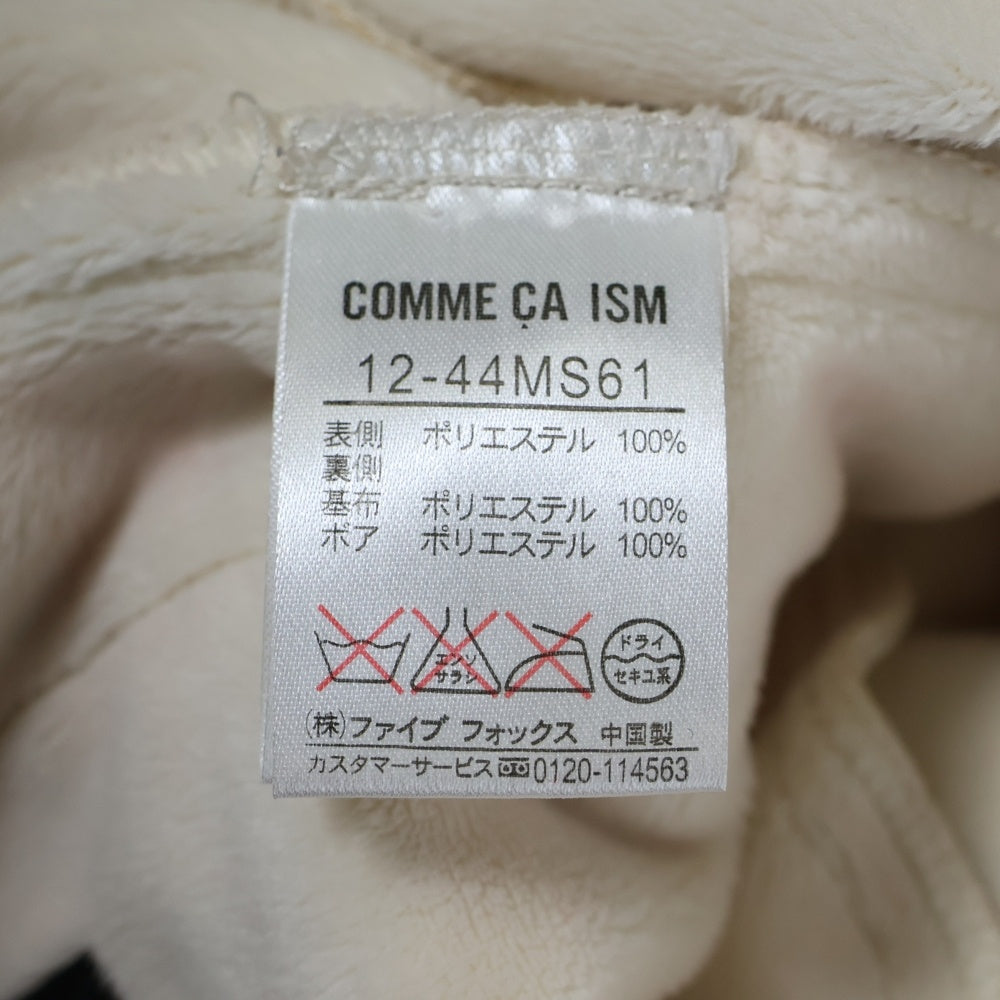 COMME ÇA ISM
12-44MS61
表側 ポリエステル 100%
裏側
基布 ポリエステル 100%
ボア ポリエステル 100%
エンソ
サラシ
ドライ
セキユ系
(株)ファイブ フォックス 中国製
カスタマーサービス 0120-114563